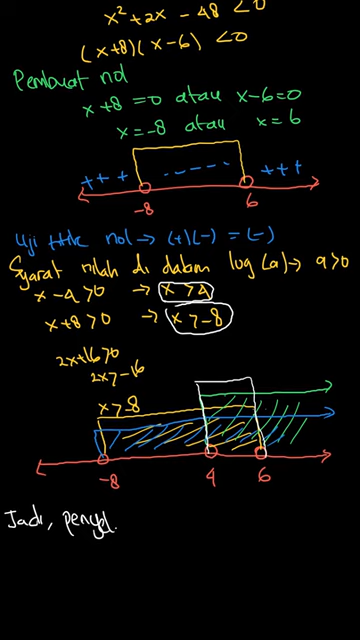 x² + 2x - 48 < 0
(x+8)(x-6) < 0
Pembuat nol
x+8 = 0 atau x-6 = 0
x = -8 atau x = 6
+ + + - - - - - + + +
-8 6
Uji titik nol → (+)(-) = (-)
Syarat nilai di dalam log(a) → a > 0
x - 4 > 0 → x > 4
x + 8 > 0 → x > -8
2x+16 > 0
2x > -16
x > -8
-8 4 6
Jadi, penyel.